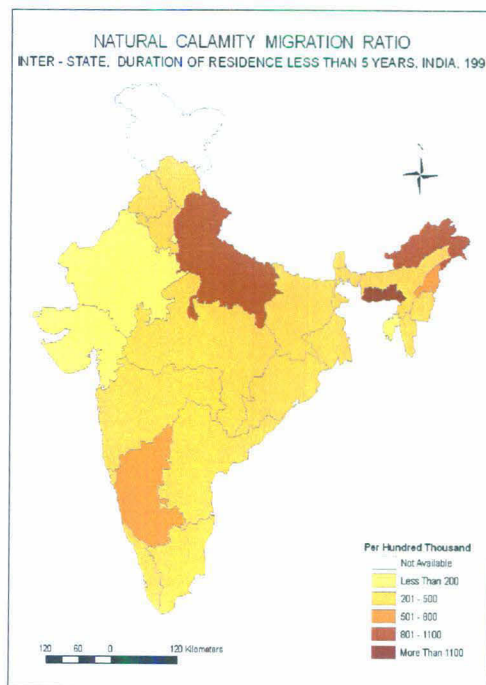 NATURAL CALAMITY MIGRATION RATIO
INTER - STATE, DURATION OF RESIDENCE LESS THAN 5 YEARS, INDIA, 199
Per Hundred Thousand
Not Available
Less Than 200
201 - 500
501 - 800
801 - 1100
More Than 1100
120 60 0 120 Kilometers